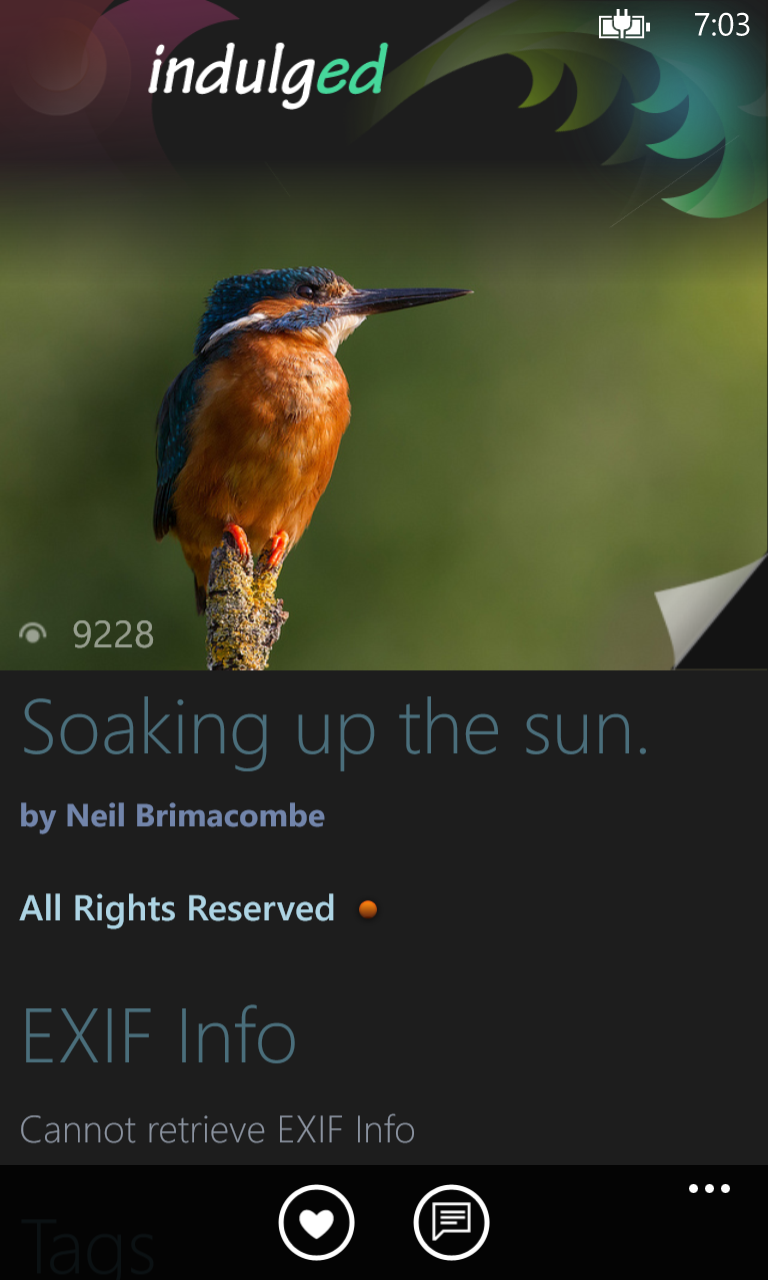 7:03
indulged
9228
Soaking up the sun.
by Neil Brimacombe
All Rights Reserved
EXIF Info
Cannot retrieve EXIF Info
Tags